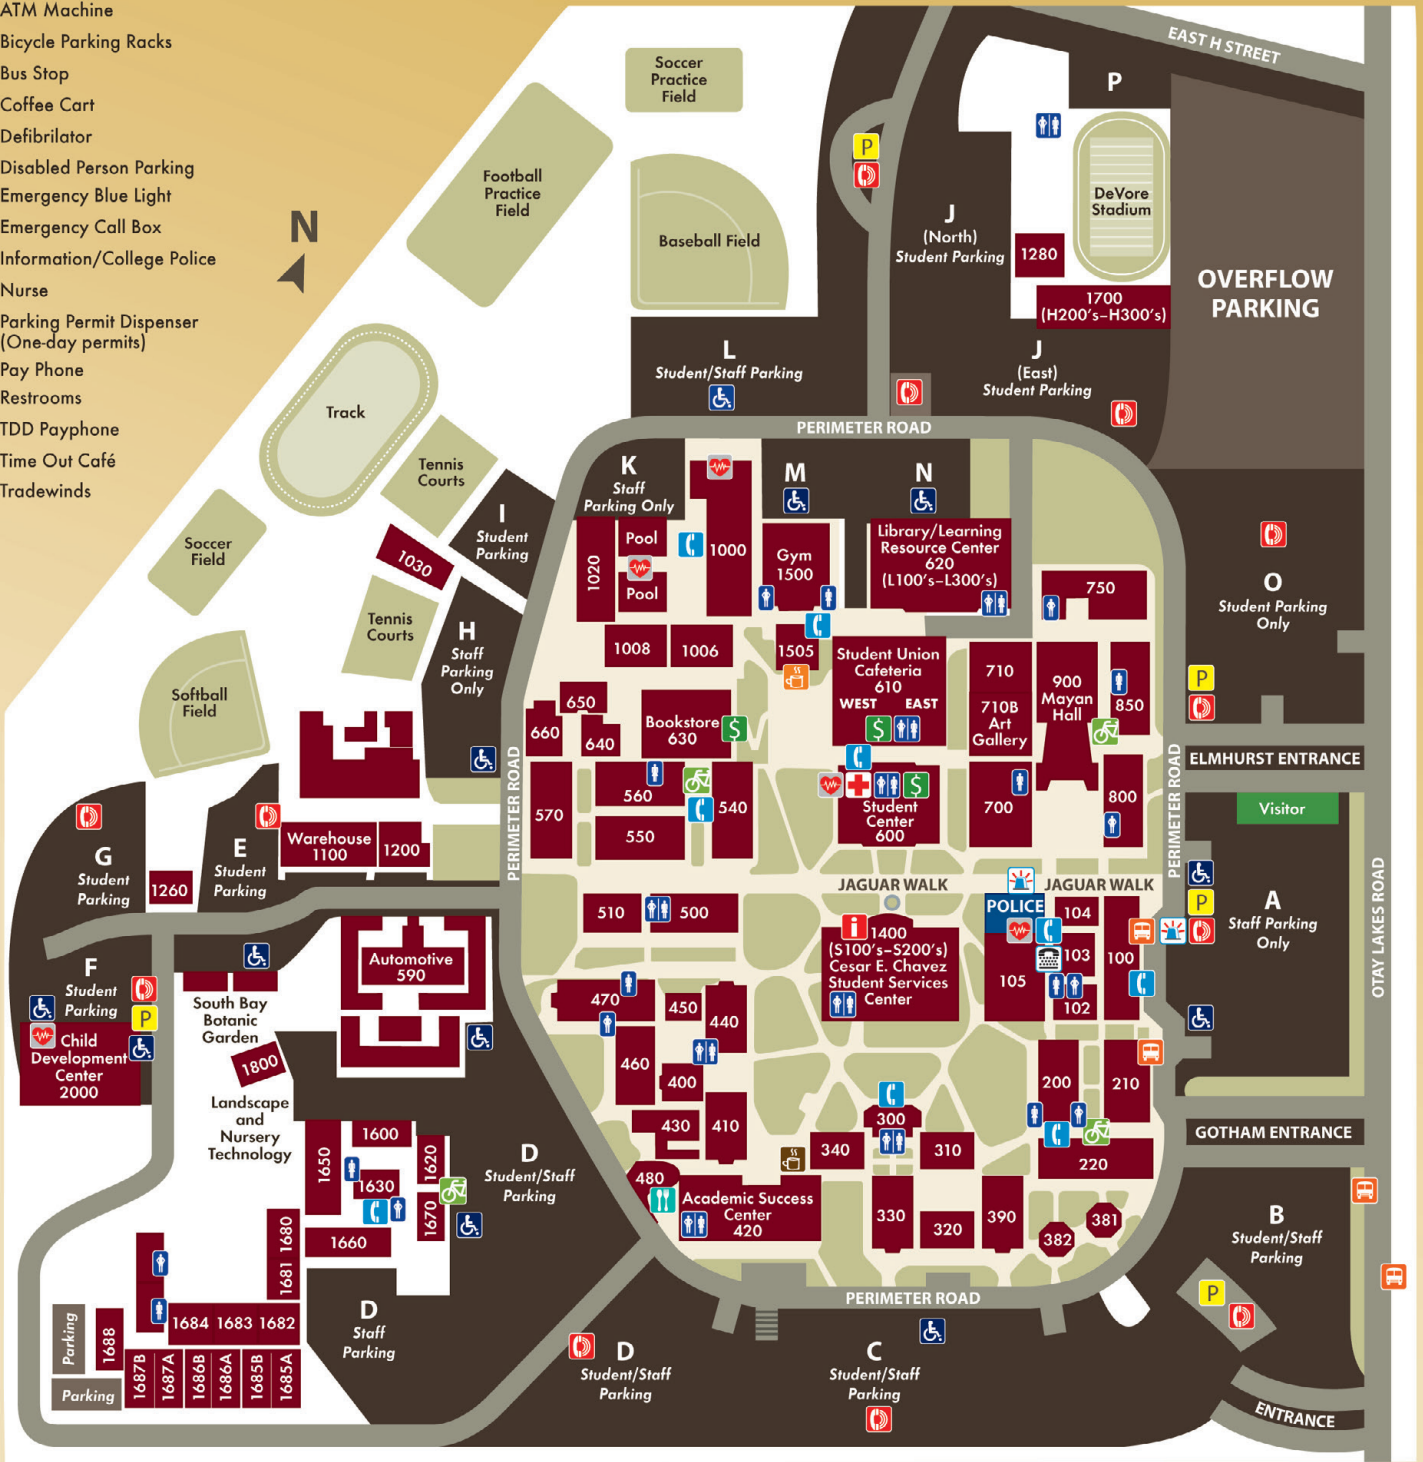 ATM Machine
Bicycle Parking Racks
Bus Stop
Coffee Cart
Defibrilator
Disabled Person Parking
Emergency Blue Light
Emergency Call Box
Information/College Police
Nurse
Parking Permit Dispenser
(One-day permits)
Pay Phone
Restrooms
TDD Payphone
Time Out Café
Tradewinds
N
EAST H STREET
Soccer
Practice
Field
Football
Practice
Field
Baseball Field
P
P
DeVore
Stadium
J
(North)
Student Parking
1280
1700
(H200's–H300's)
OVERFLOW
PARKING
L
Student/Staff Parking
J
(East)
Student Parking
Track
PERIMETER ROAD
Tennis
Courts
Soccer
Field
I
Student
Parking
1030
Tennis
Courts
H
Staff
Parking
Only
Softball
Field
K
Staff
Parking Only
M
N
1020
Pool
Pool
1000
Gym
1500
Library/Learning
Resource Center
620
(L100's–L300's)
750
O
Student Parking
Only
1008
1006
1505
Student Union
Cafeteria
610
WEST
EAST
710
710B
Art
Gallery
900
Mayan
Hall
850
P
650
660
640
Bookstore
630
$
$
PERIMETER ROAD
570
560
550
540
$
Student
Center
600
700
800
PERIMETER ROAD
ELMHURST ENTRANCE
Visitor
OTAY LAKES ROAD
G
Student
Parking
1260
E
Student
Parking
Warehouse
1100
1200
JAGUAR WALK
JAGUAR WALK
510
500
POLICE
104
103
102
105
100
P
A
Staff Parking
Only
i
1400
(S100's–S200's)
Cesar E. Chavez
Student Services
Center
F
Student
Parking
P
Child
Development
Center
2000
South Bay
Botanic
Garden
Automotive
590
1800
Landscape
and
Nursery
Technology
470
450
440
460
400
430
410
200
210
220
GOTHAM ENTRANCE
300
340
310
480
Academic Success
Center
420
330
320
390
382
381
B
Student/Staff
Parking
P
1650
1600
1620
1630
1670
1660
D
Student/Staff
Parking
1681 1680
1684
1683
1682
1688
Parking
Parking
1687B
1687A
1686B
1686A
1685B
1685A
D
Staff
Parking
PERIMETER ROAD
D
Student/Staff
Parking
C
Student/Staff
Parking
ENTRANCE